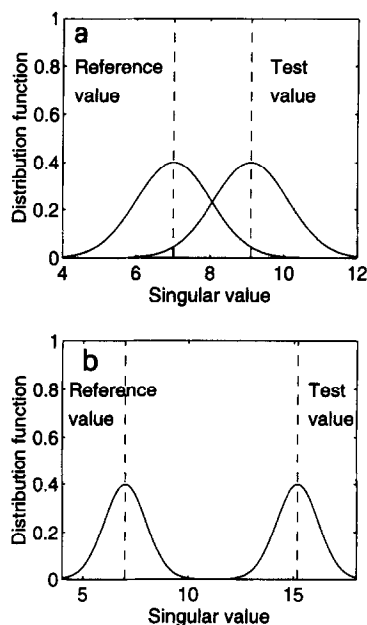 a
1
0.8
0.6
0.4
0.2
0
Reference value
Test value
Distribution function
4 6 8 10 12
Singular value
b
1
0.8
0.6
0.4
0.2
0
Reference value
Test value
Distribution function
5 10 15
Singular value